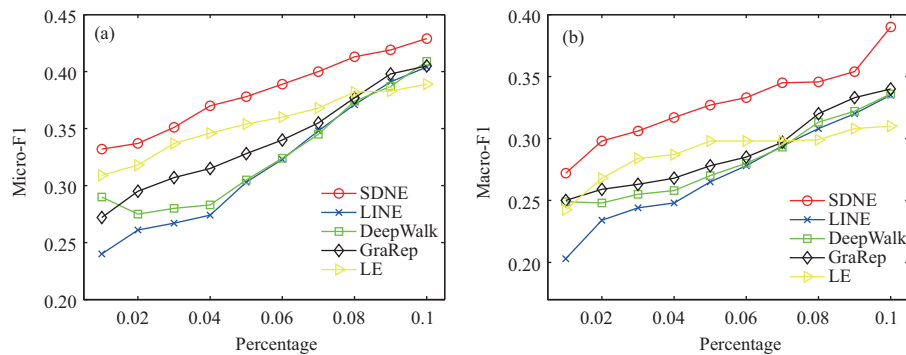 (a)
Micro-F1
0.45
0.40
0.35
0.30
0.25
0.20
0.02
0.04
0.06
0.08
0.1
Percentage
SDNE
LINE
DeepWalk
GraRep
LE
(b)
Macro-F1
0.40
0.35
0.30
0.25
0.20
0.02
0.04
0.06
0.08
0.1
Percentage
SDNE
LINE
DeepWalk
GraRep
LE